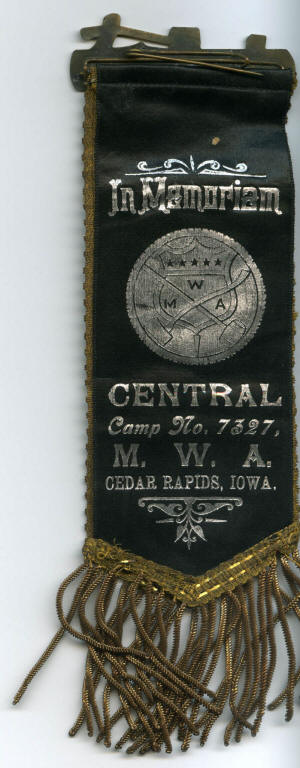 In Memoriam
W
M A
CENTRAL
Camp No. 7327,
M. W. A.
CEDAR RAPIDS, IOWA.